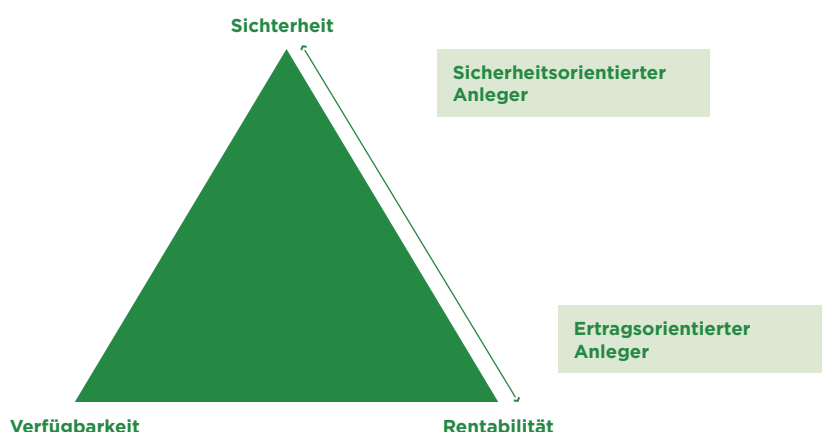 Sichterheit
Sicherheitsorientierter
Anleger
Ertragsorientierter
Anleger
Verfügbarkeit
Rentabilität